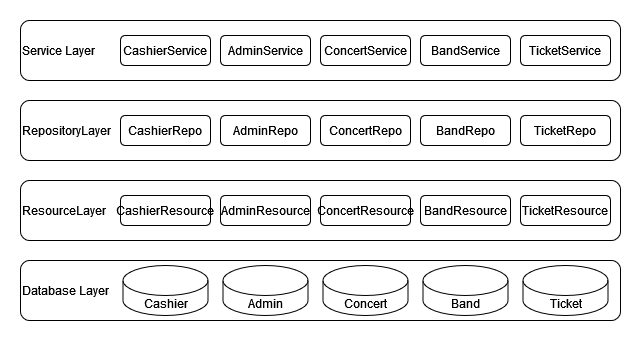 Service Layer CashierService AdminService ConcertService BandService TicketService
RepositoryLayer CashierRepo AdminRepo ConcertRepo BandRepo TicketRepo
ResourceLayer CashierResource AdminResource ConcertResource BandResource TicketResource
Database Layer Cashier Admin Concert Band Ticket